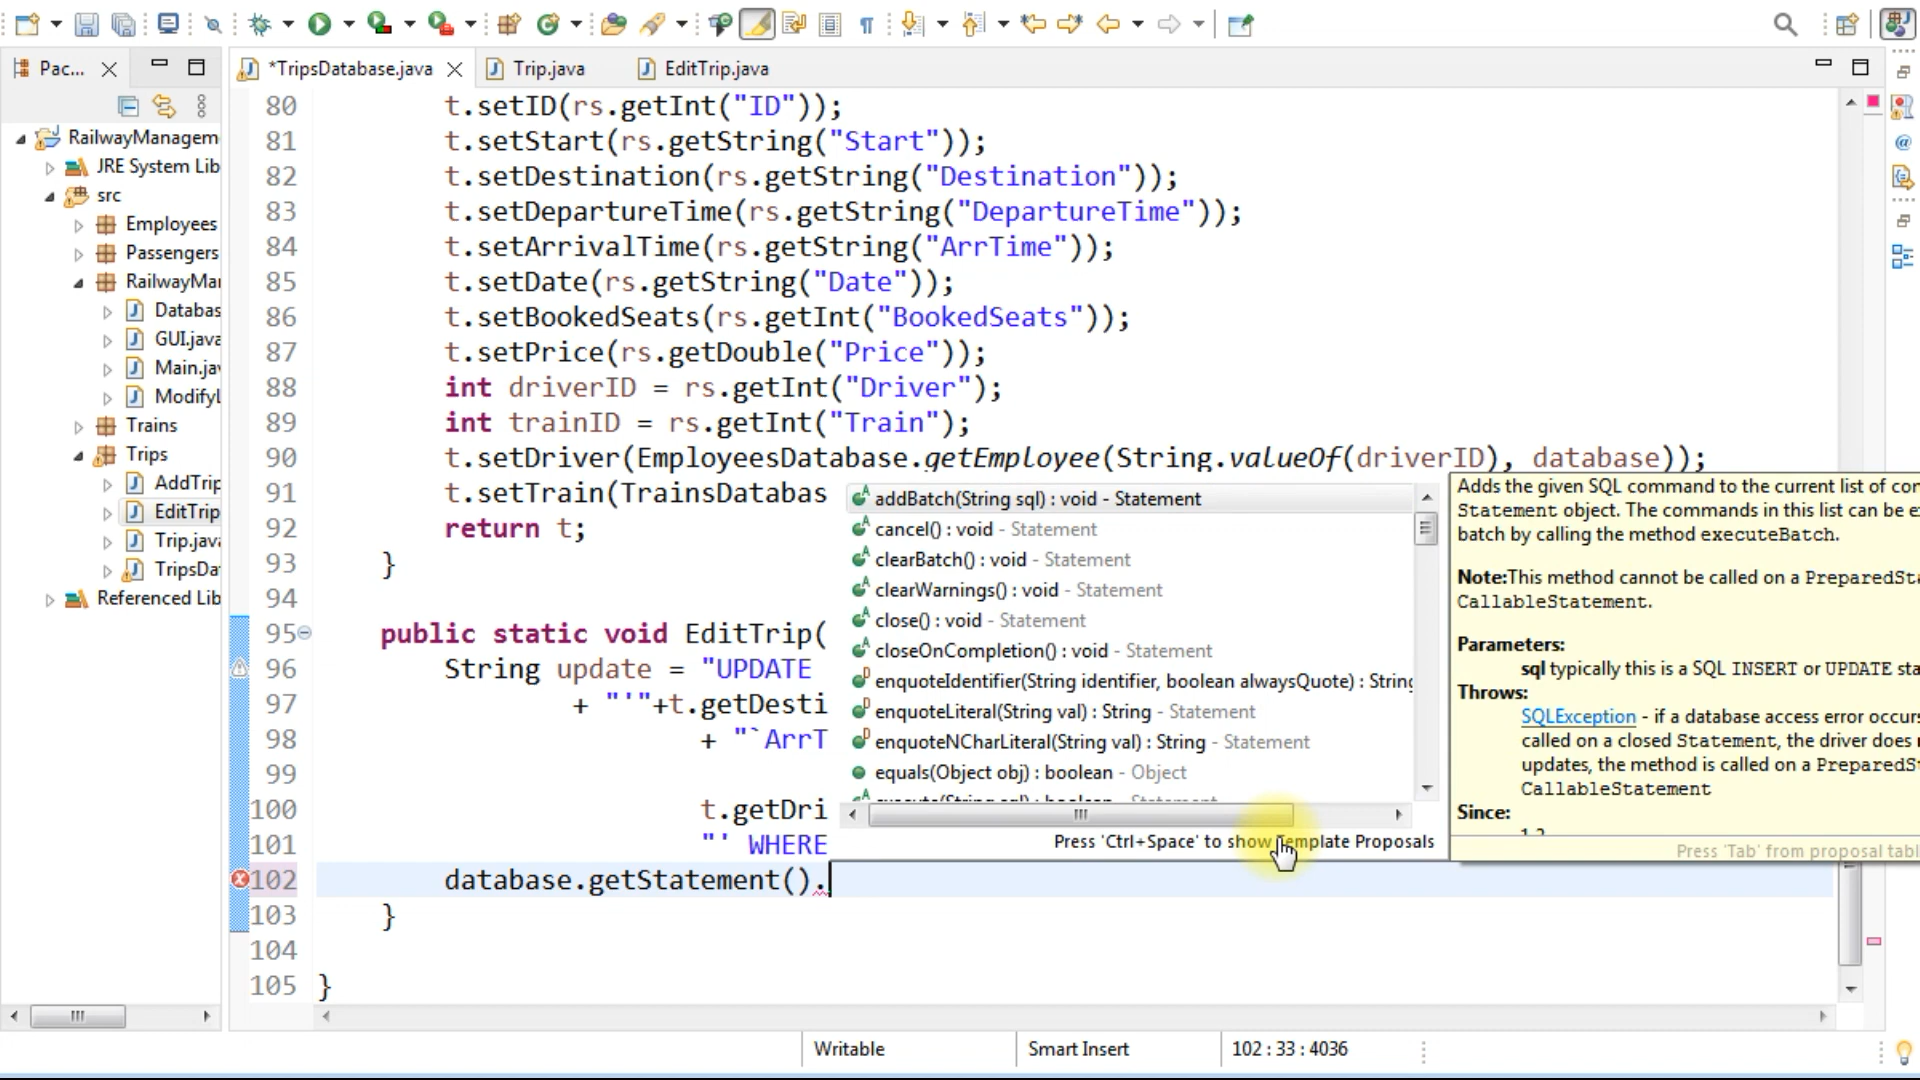 Pac...
*TripsDatabase.java
Trip.java
EditTrip.java
RailwayManagem
JRE System Lib
src
Employees
Passengers
RailwayMa
Databas
GUI.java
Main.ja
Modify
Trains
Trips
AddTrip
EditTrip
Trip.jav
TripsDa
Referenced Lib
80 t.setID(rs.getInt("ID"));
81 t.setStart(rs.getString("Start"));
82 t.setDestination(rs.getString("Destination"));
83 t.setDepartureTime(rs.getString("DepartureTime"));
84 t.setArrivalTime(rs.getString("ArrTime"));
85 t.setDate(rs.getString("Date"));
86 t.setBookedSeats(rs.getInt("BookedSeats"));
87 t.setPrice(rs.getDouble("Price"));
88 int driverID = rs.getInt("Driver");
89 int trainID = rs.getInt("Train");
90 t.setDriver(EmployeesDatabase.getEmployee(String.valueOf(driverID), database));
91 t.setTrain(TrainsDatabas
92 return t;
93 }
94
95 public static void EditTrip(
96 String update = "UPDATE
97 + "'"+t.getDesti
98 + "`ArrT
99
100 t.getDri
101 "' WHERE
102 database.getStatement().
103 }
104
105 }
addBatch(String sql) : void - Statement
cancel() : void - Statement
clearBatch() : void - Statement
clearWarnings() : void - Statement
close() : void - Statement
closeOnCompletion() : void - Statement
enquoteIdentifier(String identifier, boolean alwaysQuote) : String
enquoteLiteral(String val) : String - Statement
enquoteNCharLiteral(String val) : String - Statement
equals(Object obj) : boolean - Object
Press 'Ctrl+Space' to show Template Proposals
Adds the given SQL command to the current list of cor
Statement object. The commands in this list can be e
batch by calling the method executeBatch.
Note:This method cannot be called on a PreparedSta
CallableStatement.
Parameters:
sql typically this is a SQL INSERT or UPDATE sta
Throws:
SQLException - if a database access error occurs
called on a closed Statement, the driver does
updates, the method is called on a PreparedS
CallableStatement
Since:
Press 'Tab' from proposal tabl
Writable
Smart Insert
102 : 33 : 4036